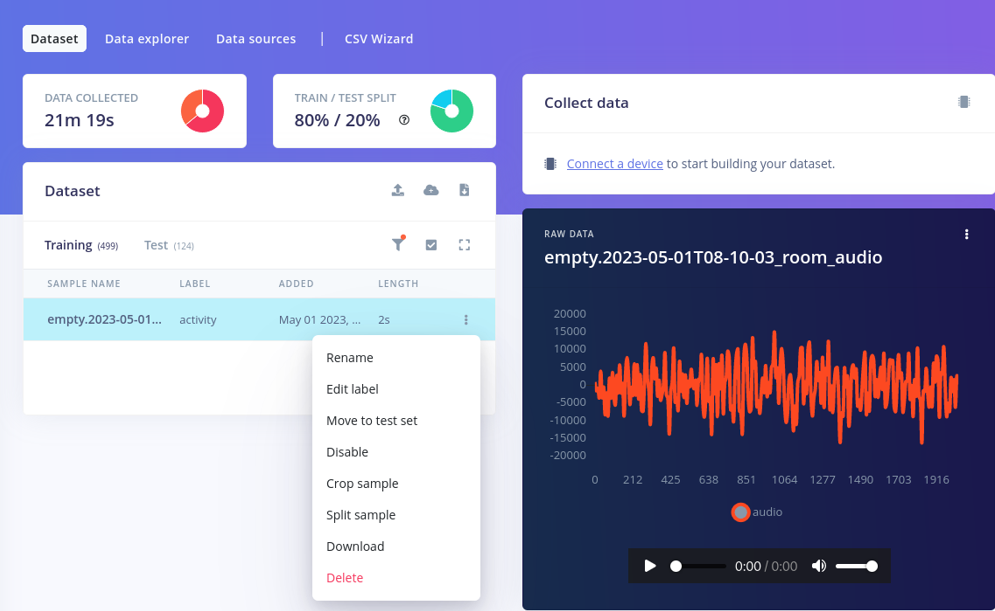 Dataset
Data explorer
Data sources
CSV Wizard
DATA COLLECTED
21m 19s
TRAIN / TEST SPLIT
80% / 20%
?
Collect data
Connect a device to start building your dataset.
Dataset
Training (499)
Test (124)
SAMPLE NAME LABEL ADDED LENGTH
empty.2023-05-01... activity May 01 2023, ... 2s
Rename
Edit label
Move to test set
Disable
Crop sample
Split sample
Download
Delete
RAW DATA
empty.2023-05-01T08-10-03_room_audio
20000
15000
10000
5000
0
-5000
-10000
-15000
-20000
0 212 425 638 851 1064 1277 1490 1703 1916
audio
0:00 / 0:00